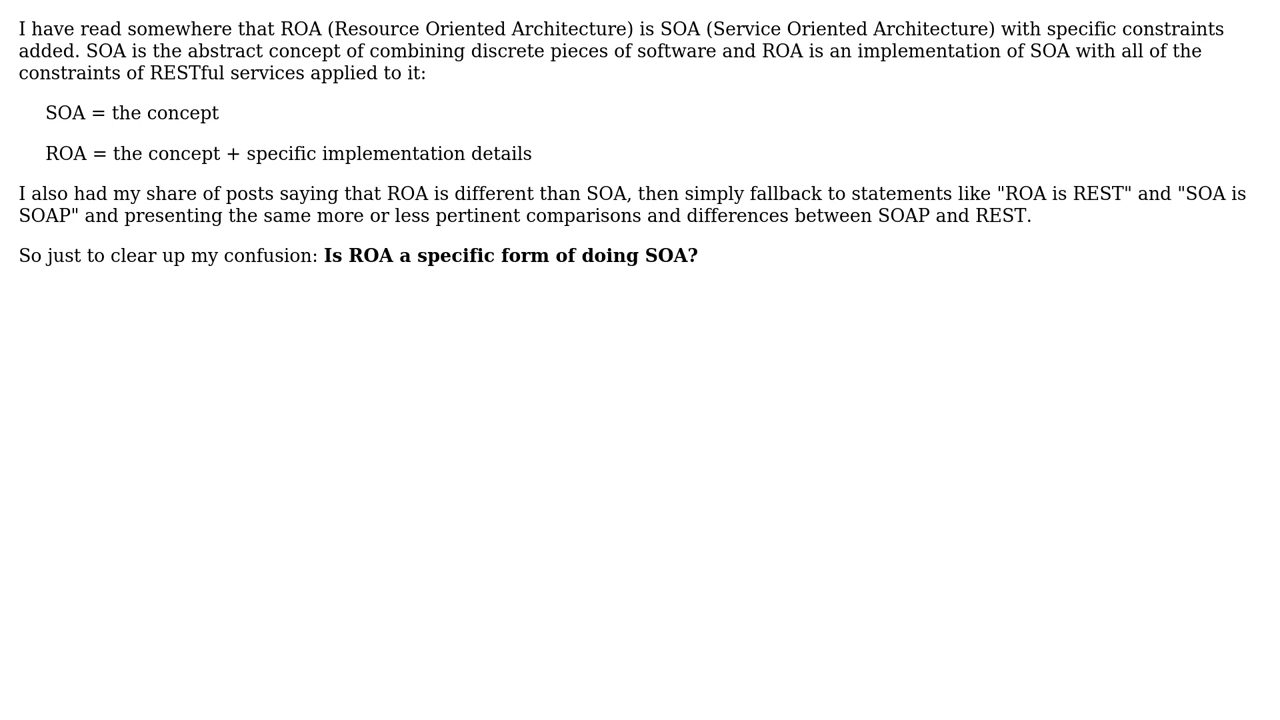 I have read somewhere that ROA (Resource Oriented Architecture) is SOA (Service Oriented Architecture) with specific constraints
added. SOA is the abstract concept of combining discrete pieces of software and ROA is an implementation of SOA with all of the
constraints of RESTful services applied to it:
SOA = the concept
ROA = the concept + specific implementation details
I also had my share of posts saying that ROA is different than SOA, then simply fallback to statements like "ROA is REST" and "SOA is
SOAP" and presenting the same more or less pertinent comparisons and differences between SOAP and REST.
So just to clear up my confusion: Is ROA a specific form of doing SOA?